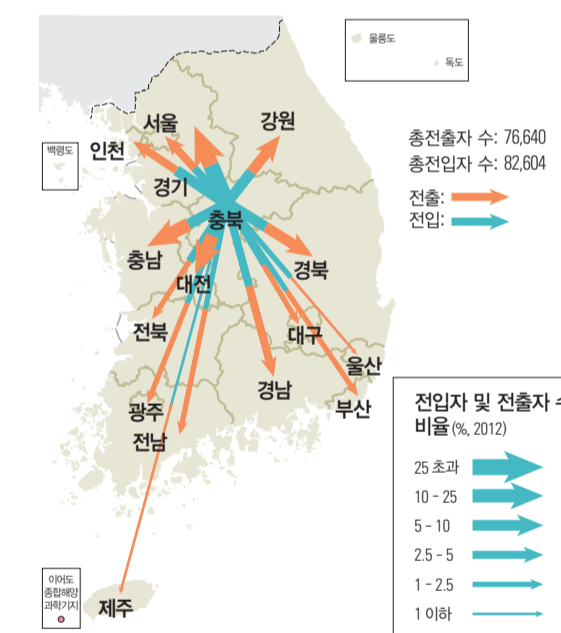 울릉도
독도
총전출자 수: 76,640
총전입자 수: 82,604
전출:
전입:
백령도
서울
인천
강원
경기
충북
충남
대전
경북
전북
대구
울산
경남
부산
광주
전남
제주
이어도
종합해양
과학기지
전입자 및 전출자 수
비율(%, 2012)
25 초과
10 - 25
5 - 10
2.5 - 5
1 - 2.5
1 이하